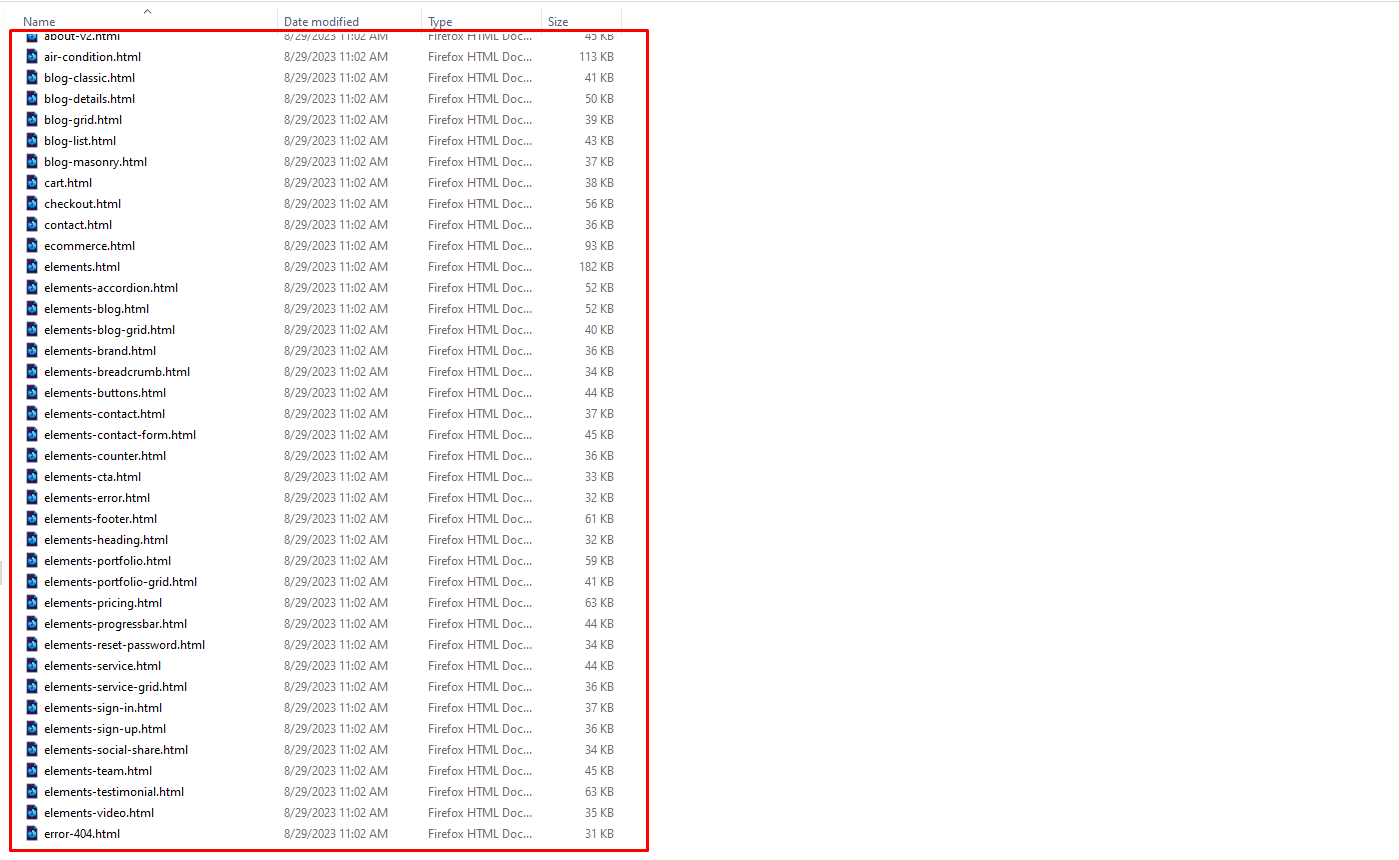 Name Date modified Type Size
about-v2.html 8/29/2023 11:02 AM Firefox HTML Doc... 45 KB
air-condition.html 8/29/2023 11:02 AM Firefox HTML Doc... 113 KB
blog-classic.html 8/29/2023 11:02 AM Firefox HTML Doc... 41 KB
blog-details.html 8/29/2023 11:02 AM Firefox HTML Doc... 50 KB
blog-grid.html 8/29/2023 11:02 AM Firefox HTML Doc... 39 KB
blog-list.html 8/29/2023 11:02 AM Firefox HTML Doc... 43 KB
blog-masonry.html 8/29/2023 11:02 AM Firefox HTML Doc... 37 KB
cart.html 8/29/2023 11:02 AM Firefox HTML Doc... 38 KB
checkout.html 8/29/2023 11:02 AM Firefox HTML Doc... 56 KB
contact.html 8/29/2023 11:02 AM Firefox HTML Doc... 36 KB
ecommerce.html 8/29/2023 11:02 AM Firefox HTML Doc... 93 KB
elements.html 8/29/2023 11:02 AM Firefox HTML Doc... 182 KB
elements-accordion.html 8/29/2023 11:02 AM Firefox HTML Doc... 52 KB
elements-blog.html 8/29/2023 11:02 AM Firefox HTML Doc... 52 KB
elements-blog-grid.html 8/29/2023 11:02 AM Firefox HTML Doc... 40 KB
elements-brand.html 8/29/2023 11:02 AM Firefox HTML Doc... 36 KB
elements-breadcrumb.html 8/29/2023 11:02 AM Firefox HTML Doc... 34 KB
elements-buttons.html 8/29/2023 11:02 AM Firefox HTML Doc... 44 KB
elements-contact.html 8/29/2023 11:02 AM Firefox HTML Doc... 37 KB
elements-contact-form.html 8/29/2023 11:02 AM Firefox HTML Doc... 45 KB
elements-counter.html 8/29/2023 11:02 AM Firefox HTML Doc... 36 KB
elements-cta.html 8/29/2023 11:02 AM Firefox HTML Doc... 33 KB
elements-error.html 8/29/2023 11:02 AM Firefox HTML Doc... 32 KB
elements-footer.html 8/29/2023 11:02 AM Firefox HTML Doc... 61 KB
elements-heading.html 8/29/2023 11:02 AM Firefox HTML Doc... 32 KB
elements-portfolio.html 8/29/2023 11:02 AM Firefox HTML Doc... 59 KB
elements-portfolio-grid.html 8/29/2023 11:02 AM Firefox HTML Doc... 41 KB
elements-pricing.html 8/29/2023 11:02 AM Firefox HTML Doc... 63 KB
elements-progressbar.html 8/29/2023 11:02 AM Firefox HTML Doc... 44 KB
elements-reset-password.html 8/29/2023 11:02 AM Firefox HTML Doc... 34 KB
elements-service.html 8/29/2023 11:02 AM Firefox HTML Doc... 44 KB
elements-service-grid.html 8/29/2023 11:02 AM Firefox HTML Doc... 36 KB
elements-sign-in.html 8/29/2023 11:02 AM Firefox HTML Doc... 37 KB
elements-sign-up.html 8/29/2023 11:02 AM Firefox HTML Doc... 36 KB
elements-social-share.html 8/29/2023 11:02 AM Firefox HTML Doc... 34 KB
elements-team.html 8/29/2023 11:02 AM Firefox HTML Doc... 45 KB
elements-testimonial.html 8/29/2023 11:02 AM Firefox HTML Doc... 63 KB
elements-video.html 8/29/2023 11:02 AM Firefox HTML Doc... 35 KB
error-404.html 8/29/2023 11:02 AM Firefox HTML Doc... 31 KB